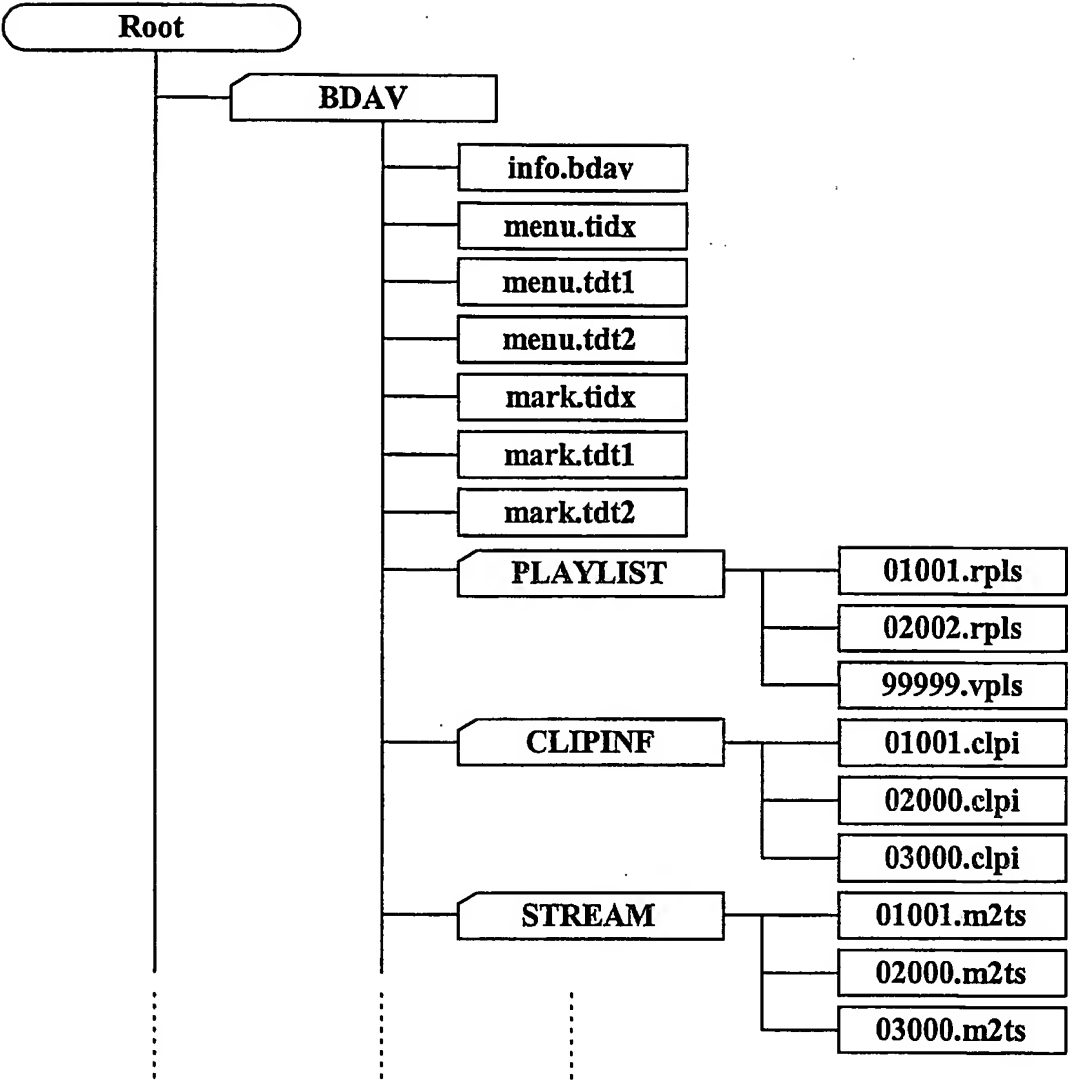 Root
BDAV
info.bdav
menu.tidx
menu.tdt1
menu.tdt2
mark.tidx
mark.tdt1
mark.tdt2
PLAYLIST
01001.rpls
02002.rpls
99999.vpls
CLIPINF
01001.clpi
02000.clpi
03000.clpi
STREAM
01001.m2ts
02000.m2ts
03000.m2ts